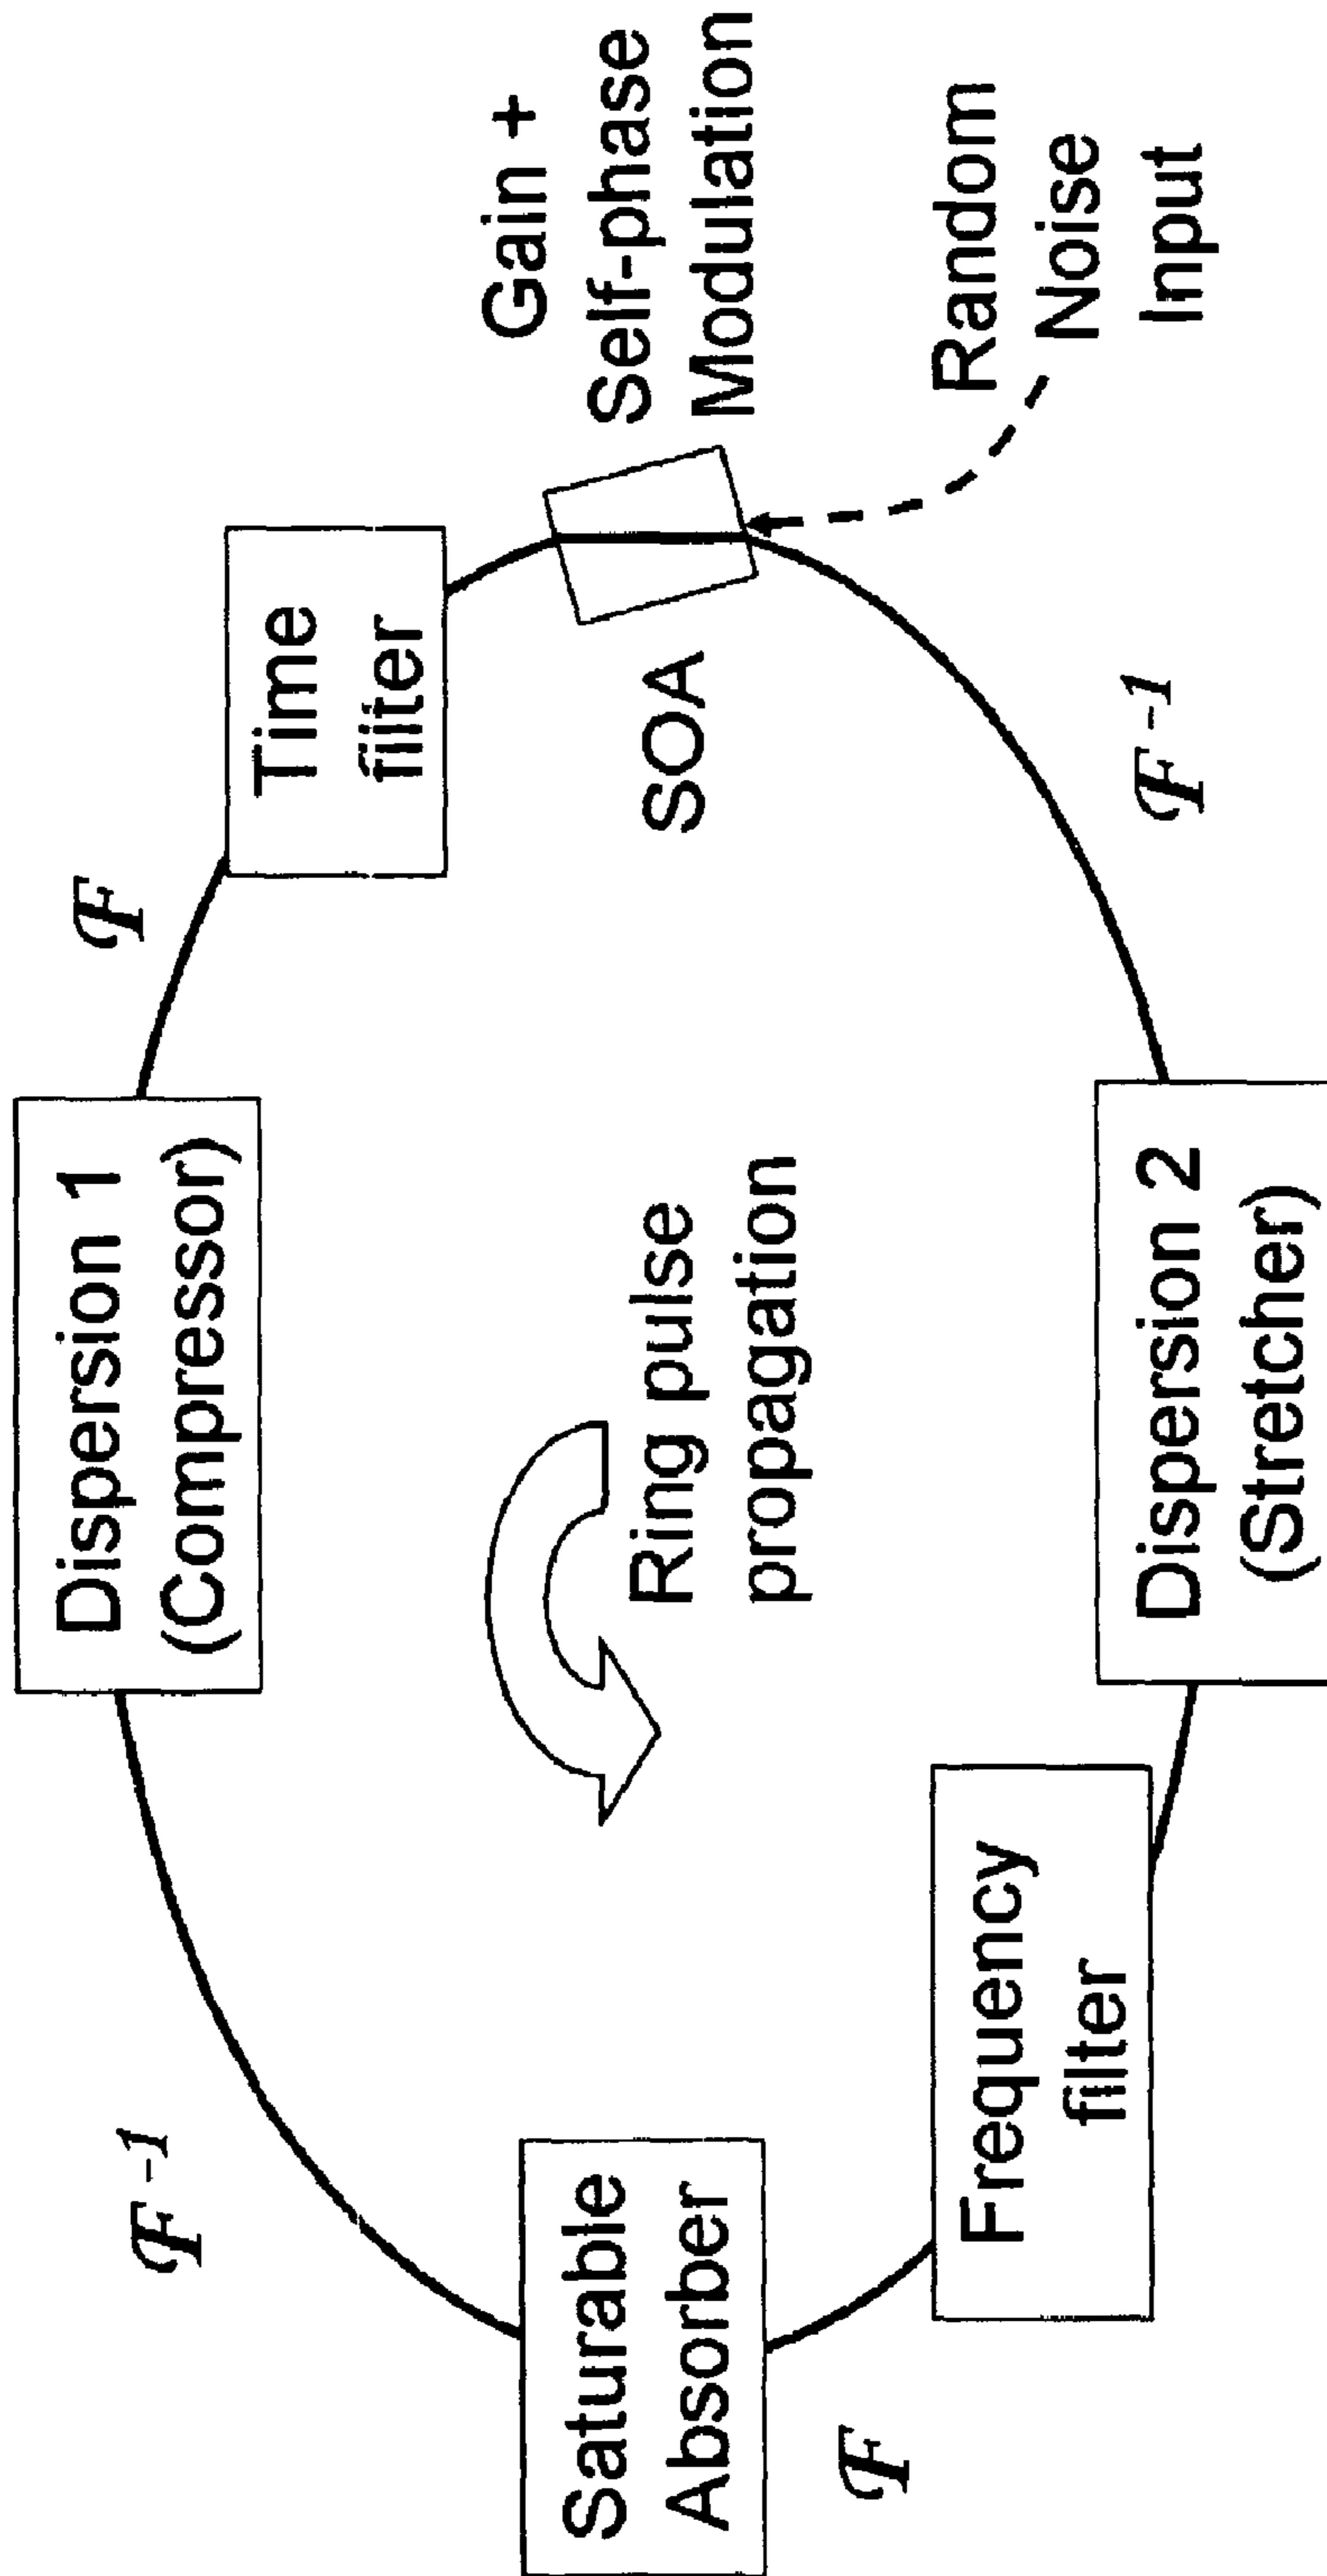 Dispersion 1
(Compressor)
ℱ⁻¹
ℱ
Time
filter
Saturable
Absorber
Gain +
Self-phase
Modulation
SOA
Ring pulse
propagation
Random
Noise
Input
ℱ
Frequency
filter
ℱ⁻¹
Dispersion 2
(Stretcher)